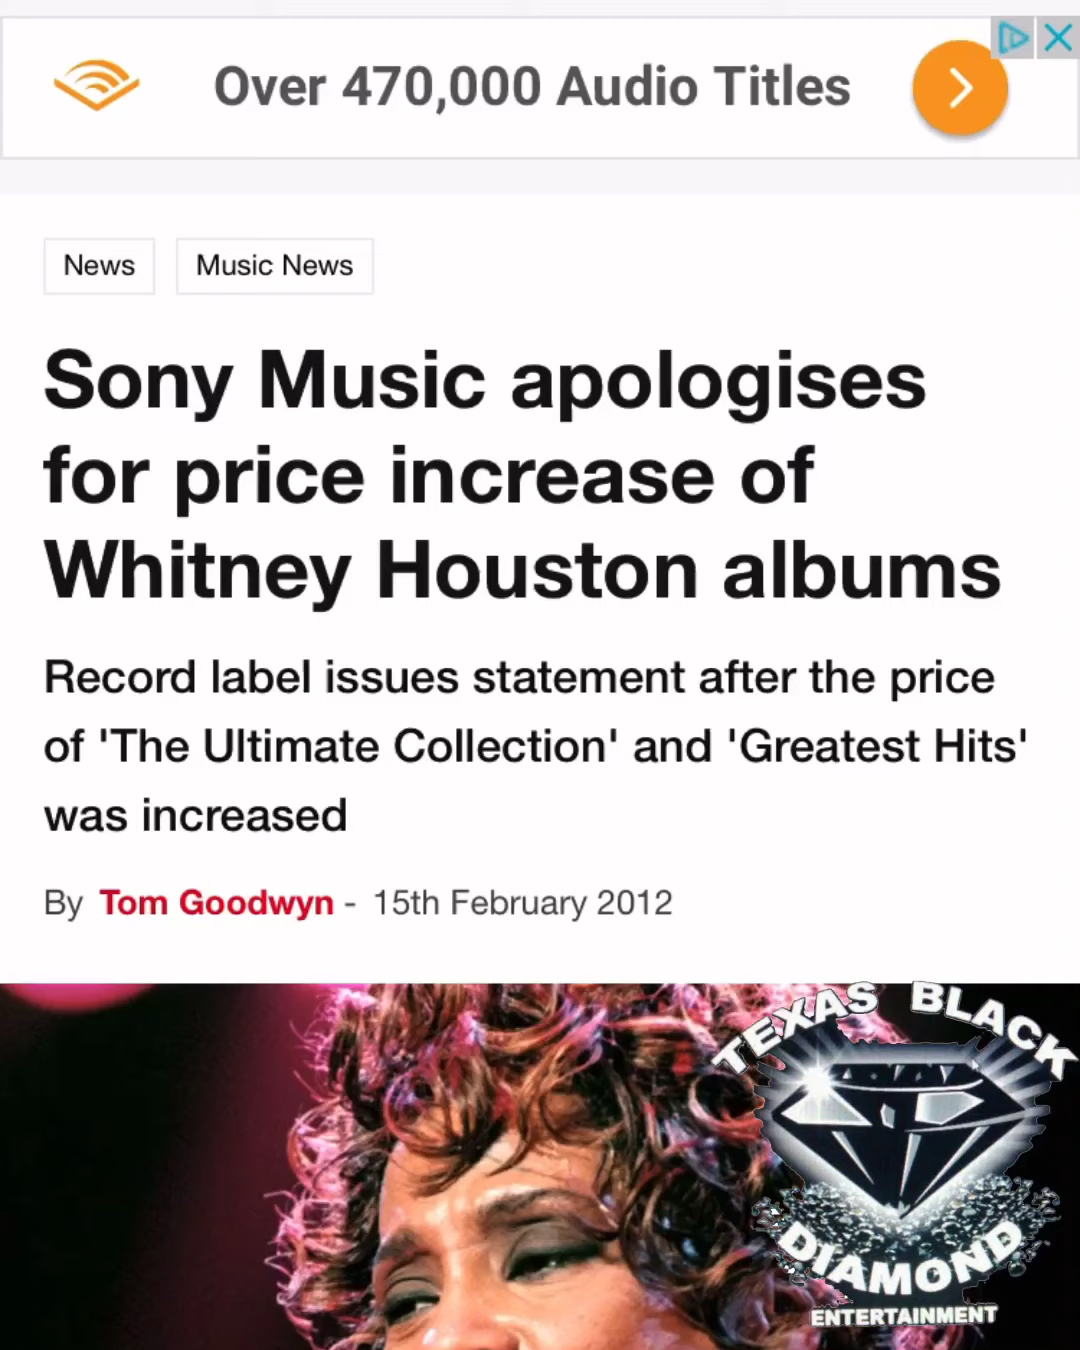 Over 470,000 Audio Titles
News
Music News
Sony Music apologises
for price increase of
Whitney Houston albums
Record label issues statement after the price
of 'The Ultimate Collection' and 'Greatest Hits'
was increased
By Tom Goodwyn - 15th February 2012
TEXAS BLACK
DIAMOND
ENTERTAINMENT